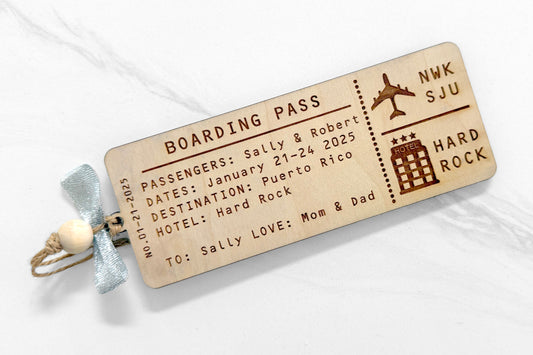 BOARDING PASS
PASSENGERS: Sally & Robert
DATES: January 21-24 2025
DESTINATION: Puerto Rico
HOTEL: Hard Rock
TO: Sally LOVE: Mom & Dad
NO.01-21-2025
NWK
SJU
HOTEL
HARD
ROCK